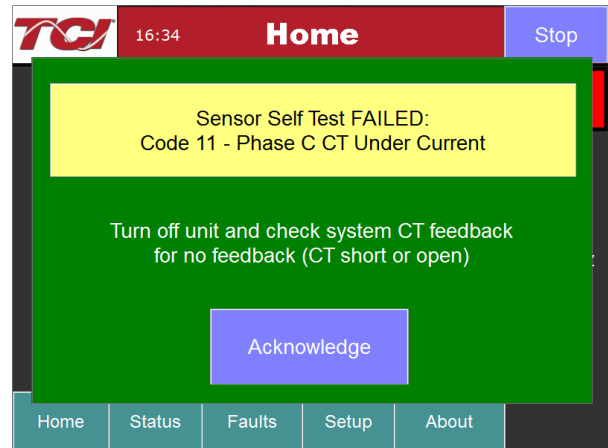 TCI
16:34
Home
Stop
Sensor Self Test FAILED:
Code 11 - Phase C CT Under Current
Turn off unit and check system CT feedback
for no feedback (CT short or open)
Acknowledge
Home
Status
Faults
Setup
About